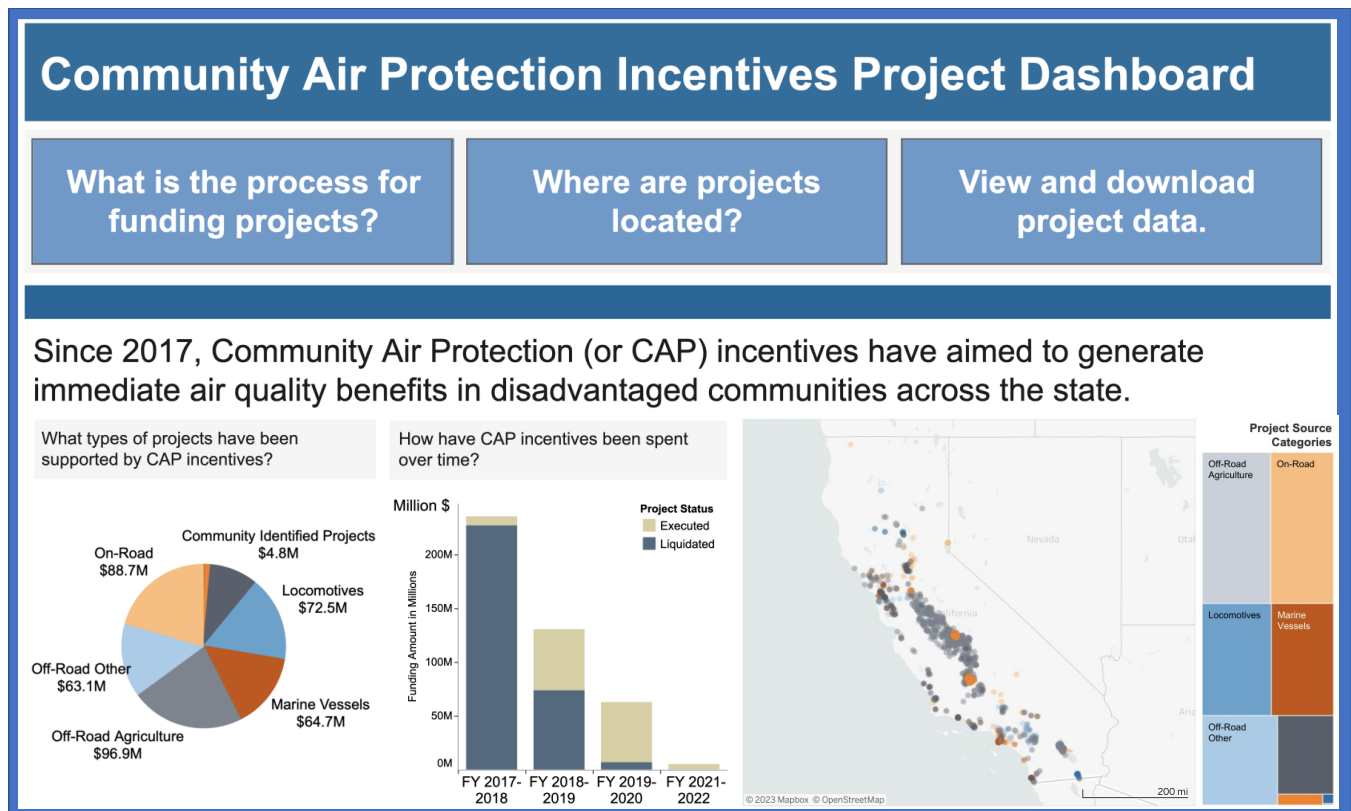 Community Air Protection Incentives Project Dashboard
What is the process for
funding projects?
Where are projects
located?
View and download
project data.
Since 2017, Community Air Protection (or CAP) incentives have aimed to generate
immediate air quality benefits in disadvantaged communities across the state.
What types of projects have been
supported by CAP incentives?
Community Identified Projects
$4.8M
On-Road
$88.7M
Locomotives
$72.5M
Off-Road Other
$63.1M
Marine Vessels
$64.7M
Off-Road Agriculture
$96.9M
How have CAP incentives been spent
over time?
Million $
Project Status
Executed
Liquidated
Funding Amount in Millions
200M
150M
100M
50M
0M
FY 2017-
2018
FY 2018-
2019
FY 2019-
2020
FY 2021-
2022
Nevada
Utah
California
Ariz
© 2023 Mapbox © OpenStreetMap
200 mi
Project Source
Categories
Off-Road
Agriculture
On-Road
Locomotives
Marine
Vessels
Off-Road
Other